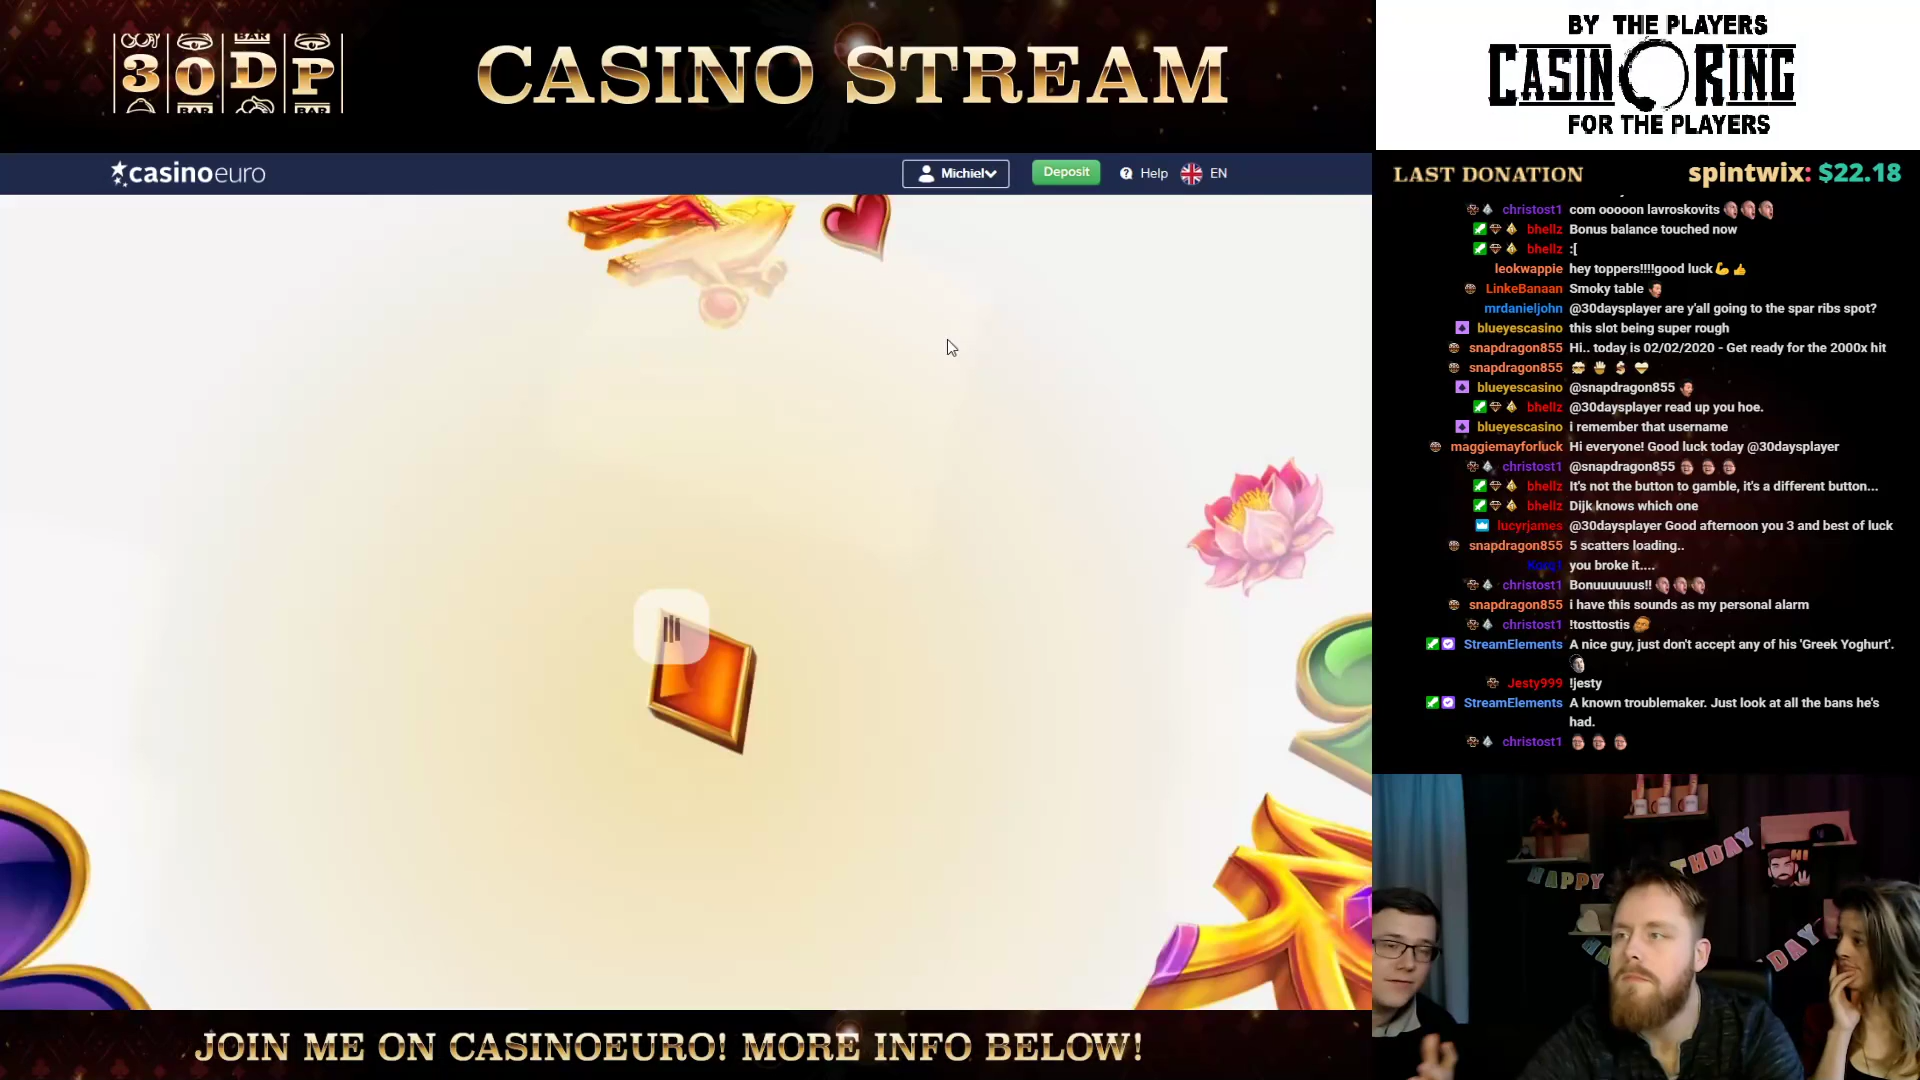 30DP
CASINO STREAM
BY THE PLAYERS
CASINO RING
FOR THE PLAYERS
casinoeuro
Michiel
Deposit
Help
EN
LAST DONATION
spintwix: $22.18
christost1 com ooooon lavroskovits
bhellz Bonus balance touched now
bhellz :[
leokwappie hey toppers!!!!good luck
LinkeBanaan Smoky table
mrdanieljohn @30daysplayer are y'all going to the spar ribs spot?
blueyescasino this slot being super rough
snapdragon855 Hi.. today is 02/02/2020 - Get ready for the 2000x hit
snapdragon855
blueyescasino @snapdragon855
bhellz @30daysplayer read up you hoe.
blueyescasino i remember that username
maggiemayforluck Hi everyone! Good luck today @30daysplayer
christost1 @snapdragon855
bhellz It's not the button to gamble, it's a different button...
bhellz Dijk knows which one
lucyrjames @30daysplayer Good afternoon you 3 and best of luck
snapdragon855 5 scatters loading..
you broke it....
christost1 Bonuuuuuus!!
snapdragon855 i have this sounds as my personal alarm
christost1 !tosttostis
StreamElements A nice guy, just don't accept any of his 'Greek Yoghurt'.
Jesty999 !jesty
StreamElements A known troublemaker. Just look at all the bans he's
had.
christost1
HAPPY
THDAY
HI
DAY
JOIN ME ON CASINOEURO! MORE INFO BELOW!